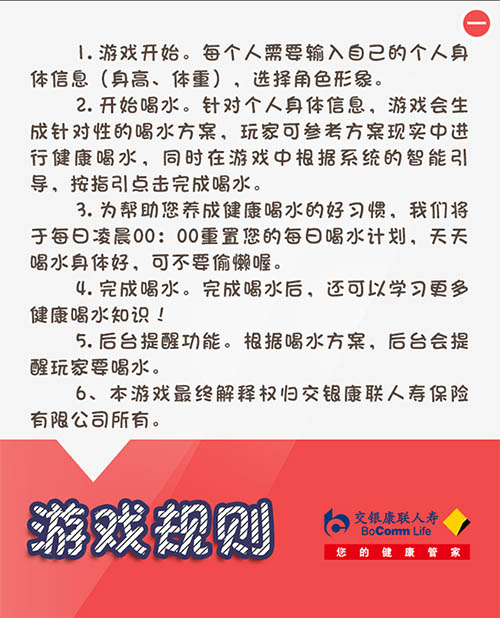 1. 游戏开始。每个人需要输入自己的个人身
体信息（身高、体重），选择角色形象。
2. 开始喝水。针对个人身体信息，游戏会生
成针对性的喝水方案，玩家可参考方案现实中进
行健康喝水，同时在游戏中根据系统的智能引
导，按指引点击完成喝水。
3. 为帮助您养成健康喝水的好习惯，我们将
于每日凌晨00：00重置您的每日喝水计划，天天
喝水身体好，可不要偷懒喔。
4. 完成喝水。完成喝水后，还可以学习更多
健康喝水知识！
5. 后台提醒功能。根据喝水方案，后台会提
醒玩家要喝水。
6、本游戏最终解释权归交银康联人寿保险
有限公司所有。
游戏规则
交银康联人寿
BoComm Life
您的健康管家